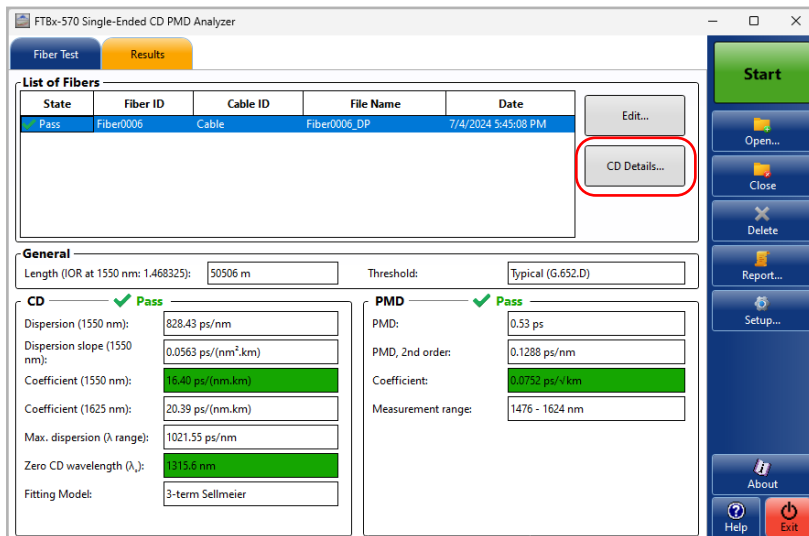 FTBx-570 Single-Ended CD PMD Analyzer
Fiber Test
Results
Start
List of Fibers
State Fiber ID Cable ID File Name Date
Pass Fiber0006 Cable Fiber0006_DP 7/4/2024 5:45:08 PM
Edit...
CD Details...
Open...
Close
Delete
Report...
Setup...
General
Length (IOR at 1550 nm: 1.468325): 50506 m Threshold: Typical (G.652.D)
CD Pass
Dispersion (1550 nm): 828.43 ps/nm
Dispersion slope (1550
nm): 0.0563 ps/(nm².km)
Coefficient (1550 nm): 16.40 ps/(nm.km)
Coefficient (1625 nm): 20.39 ps/(nm.km)
Max. dispersion (λ range): 1021.55 ps/nm
Zero CD wavelength (λ₀): 1315.6 nm
Fitting Model: 3-term Sellmeier
PMD Pass
PMD: 0.53 ps
PMD, 2nd order: 0.1288 ps/nm
Coefficient: 0.0752 ps/√km
Measurement range: 1476 - 1624 nm
About
Help
Exit